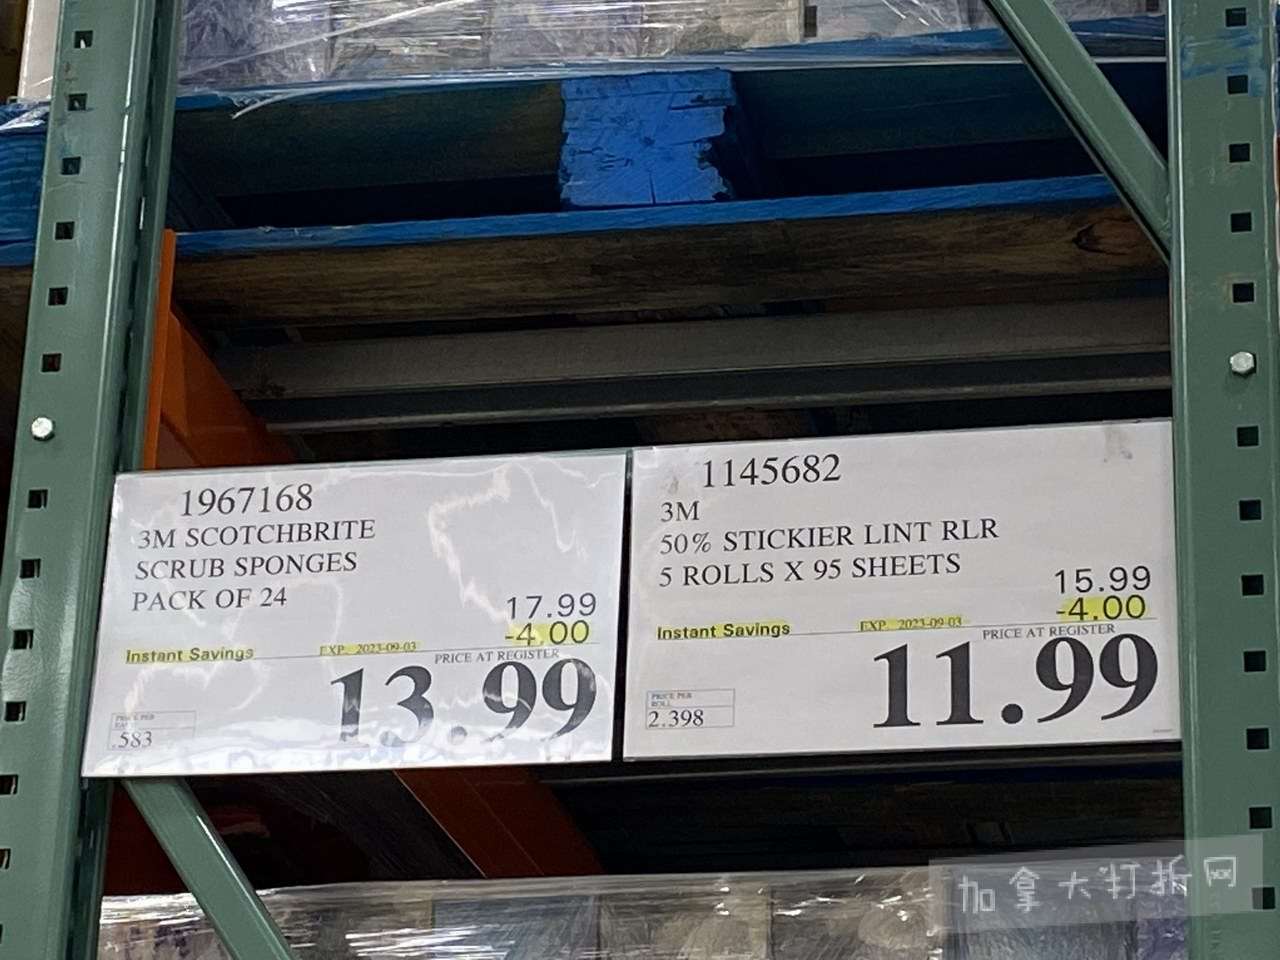 1967168
3M SCOTCHBRITE
SCRUB SPONGES
PACK OF 24
17.99
-4.00
Instant Savings
EXP. 2023-09-03
PRICE AT REGISTER
13.99
PRICE PER
EACH
.583
1145682
3M
50% STICKIER LINT RLR
5 ROLLS X 95 SHEETS
15.99
-4.00
Instant Savings
EXP. 2023-09-03
PRICE AT REGISTER
11.99
PRICE PER
ROLL
2.398
加拿大打折网